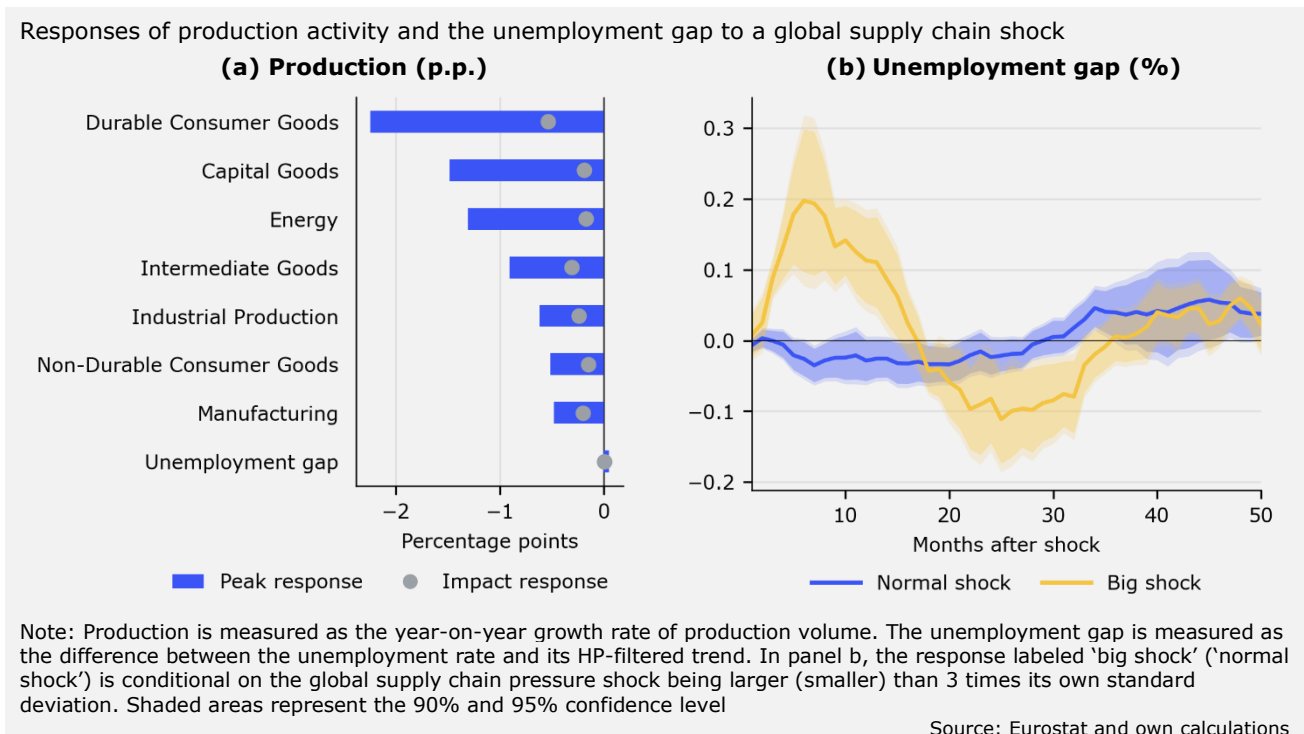 Responses of production activity and the unemployment gap to a global supply chain shock
(a) Production (p.p.)
Durable Consumer Goods
Capital Goods
Energy
Intermediate Goods
Industrial Production
Non-Durable Consumer Goods
Manufacturing
Unemployment gap
−2
−1
0
Percentage points
Peak response
Impact response
(b) Unemployment gap (%)
0.3
0.2
0.1
0.0
−0.1
−0.2
10
20
30
40
50
Months after shock
Normal shock
Big shock
Note: Production is measured as the year-on-year growth rate of production volume. The unemployment gap is measured as
the difference between the unemployment rate and its HP-filtered trend. In panel b, the response labeled ‘big shock’ (‘normal
shock’) is conditional on the global supply chain pressure shock being larger (smaller) than 3 times its own standard
deviation. Shaded areas represent the 90% and 95% confidence level
Source: Eurostat and own calculations